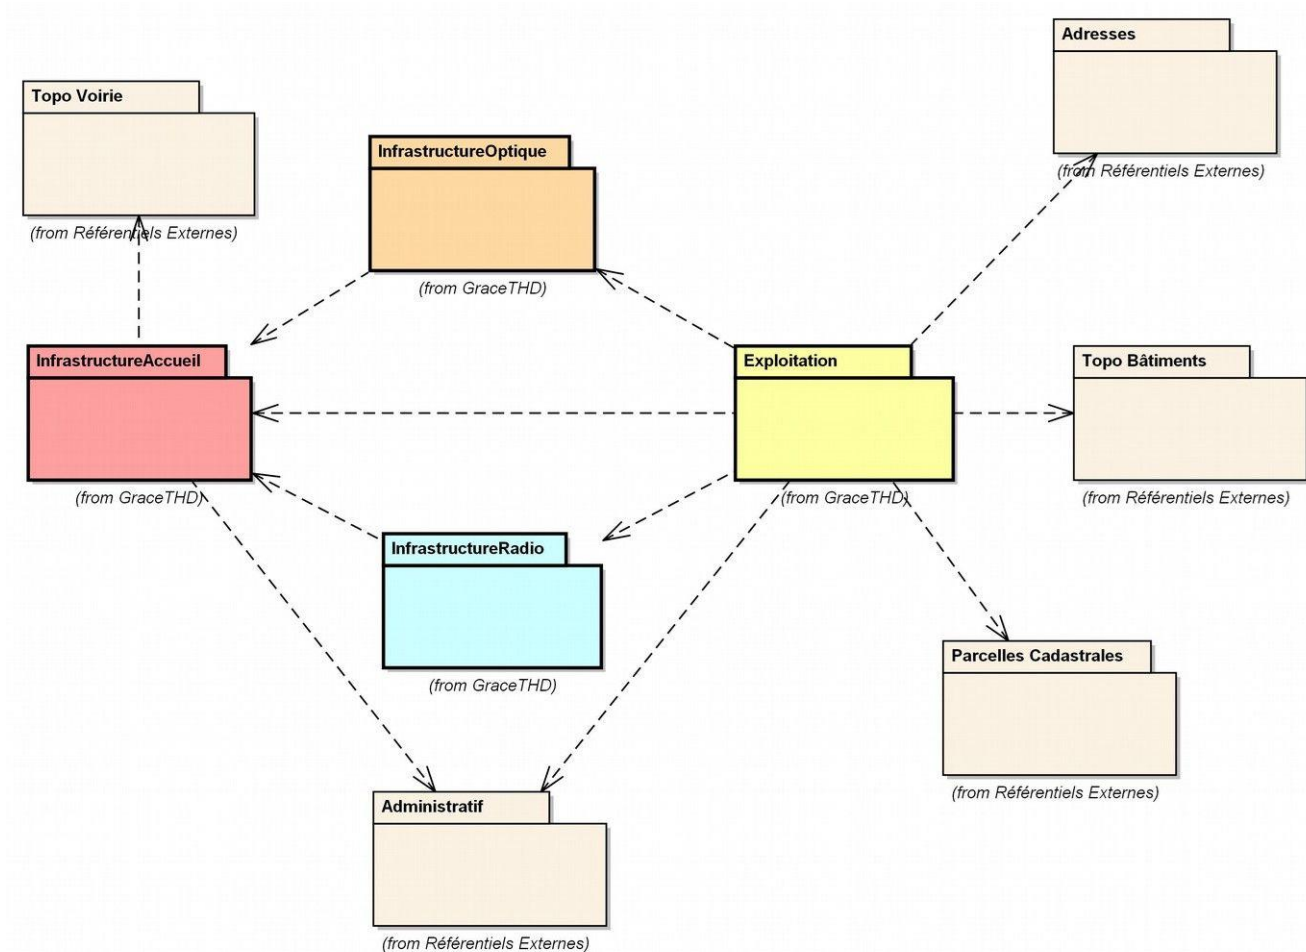 Adresses
(from Référentiels Externes)
Topo Voirie
(from Référentiels Externes)
InfrastructureOptique
(from GraceTHD)
InfrastructureAccueil
(from GraceTHD)
Exploitation
(from GraceTHD)
Topo Bâtiments
(from Référentiels Externes)
InfrastructureRadio
(from GraceTHD)
Parcelles Cadastrales
(from Référentiels Externes)
Administratif
(from Référentiels Externes)